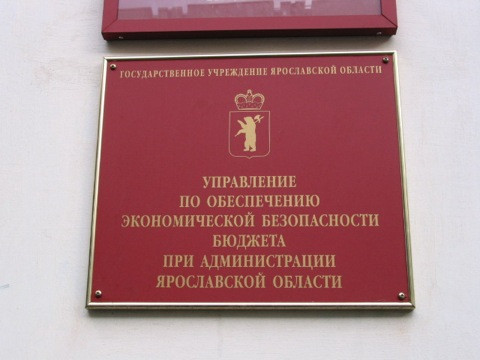 ГОСУДАРСТВЕННОЕ УЧРЕЖДЕНИЕ ЯРОСЛАВСКОЙ ОБЛАСТИ
УПРАВЛЕНИЕ
ПО ОБЕСПЕЧЕНИЮ
ЭКОНОМИЧЕСКОЙ БЕЗОПАСНОСТИ
БЮДЖЕТА
ПРИ АДМИНИСТРАЦИИ
ЯРОСЛАВСКОЙ ОБЛАСТИ